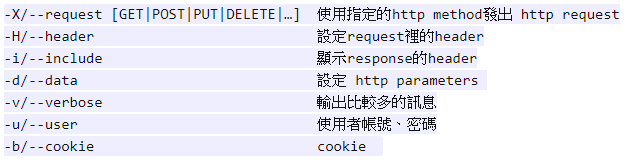 -X/--request [GET|POST|PUT|DELETE|…]  使用指定的http method發出 http request
-H/--header                           設定request裡的header
-i/--include                          顯示response的header
-d/--data                             設定 http parameters
-v/--verbose                          輸出比較多的訊息
-u/--user                             使用者帳號、密碼
-b/--cookie                           cookie